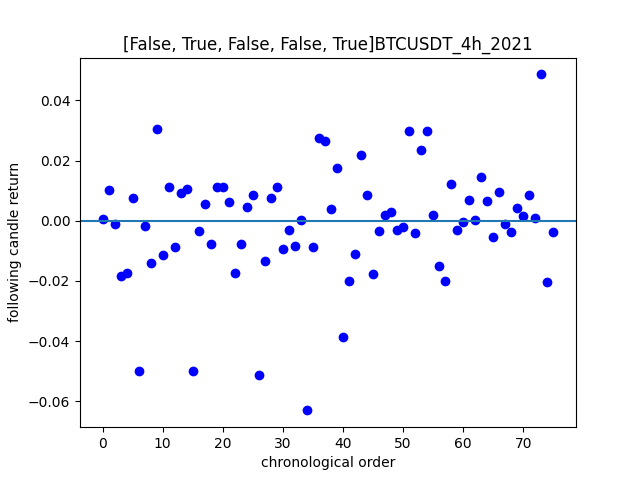 [False, True, False, False, True]BTCUSDT_4h_2021
0.04
0.02
0.00
−0.02
−0.04
−0.06
following candle return
0 10 20 30 40 50 60 70
chronological order